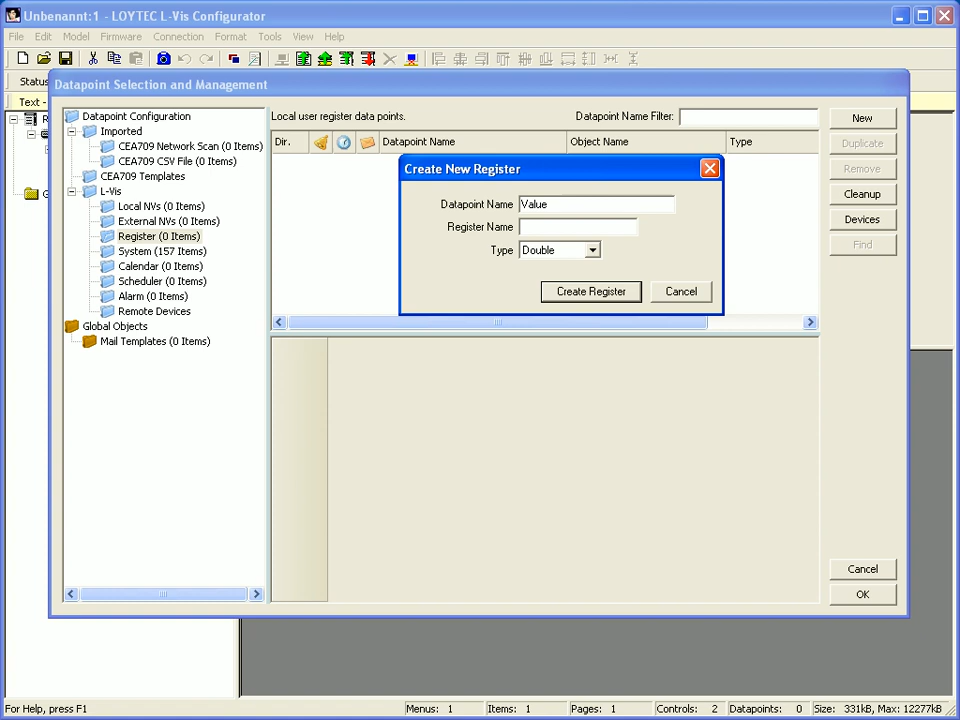 Unbenannt:1 - LOYTEC L-Vis Configurator
File Edit Model Firmware Connection Format Tools View Help
Status
Text -
Datapoint Selection and Management
Datapoint Configuration
Imported
CEA709 Network Scan (0 Items)
CEA709 CSV File (0 Items)
CEA709 Templates
L-Vis
Local NVs (0 Items)
External NVs (0 Items)
Register (0 Items)
System (157 Items)
Calendar (0 Items)
Scheduler (0 Items)
Alarm (0 Items)
Remote Devices
Global Objects
Mail Templates (0 Items)
Local user register data points.
Datapoint Name Filter:
Dir. Datapoint Name Object Name Type
Create New Register
Datapoint Name Value
Register Name
Type Double
Create Register Cancel
New
Duplicate
Remove
Cleanup
Devices
Find
Cancel
OK
For Help, press F1
Menus: 1 Items: 1 Pages: 1 Controls: 2 Datapoints: 0 Size: 331kB, Max: 12277kB